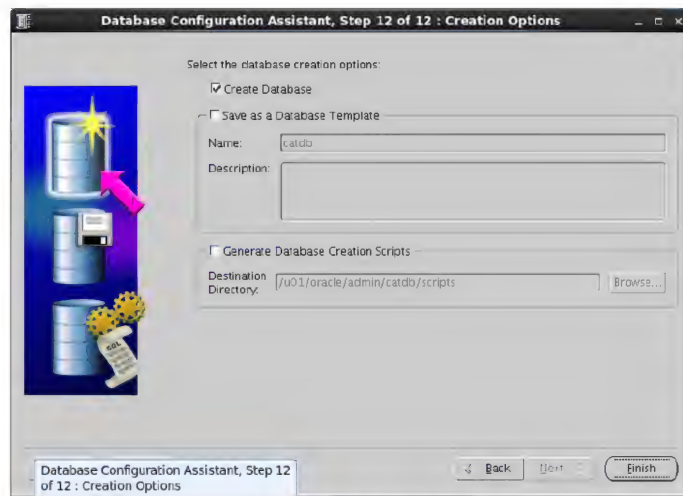 Database Configuration Assistant, Step 12 of 12 : Creation Options
Select the database creation options:
Create Database
Save as a Database Template
Name: catdb
Description:
Generate Database Creation Scripts
Destination Directory: /u01/oracle/admin/catdb/scripts Browse...
SQL
Back Next Finish
Database Configuration Assistant, Step 12
of 12 : Creation Options